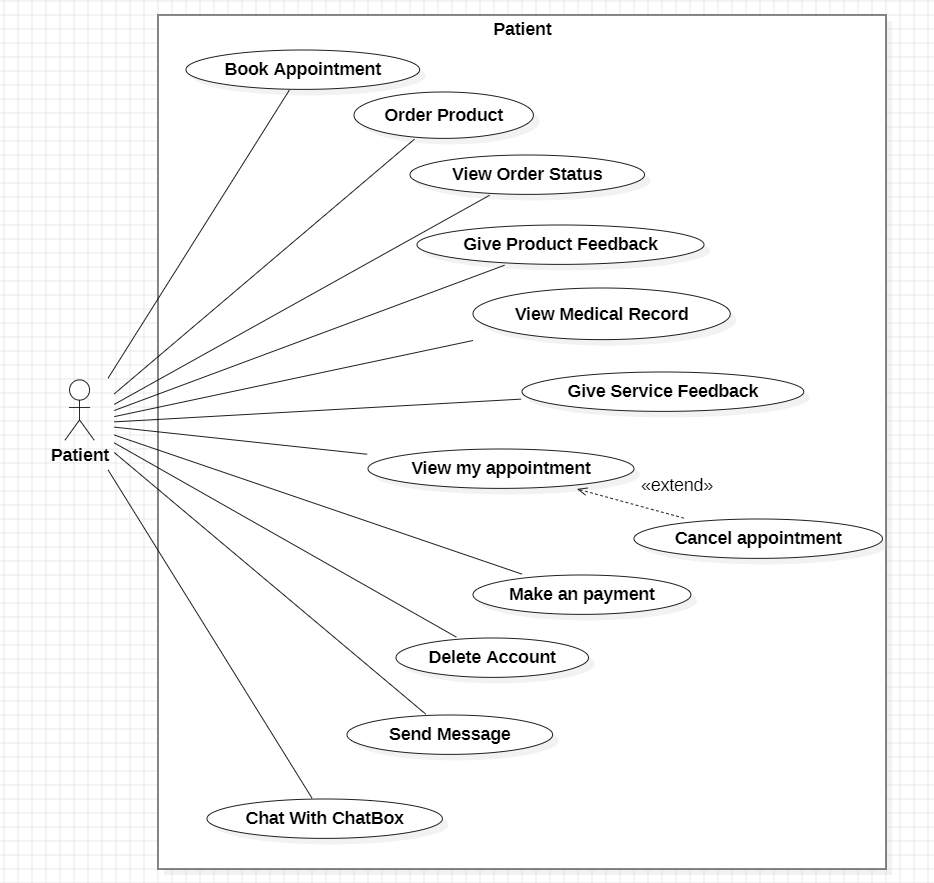 Patient
Book Appointment
Order Product
View Order Status
Give Product Feedback
View Medical Record
Give Service Feedback
Patient
View my appointment
«extend»
Cancel appointment
Make an payment
Delete Account
Send Message
Chat With ChatBox